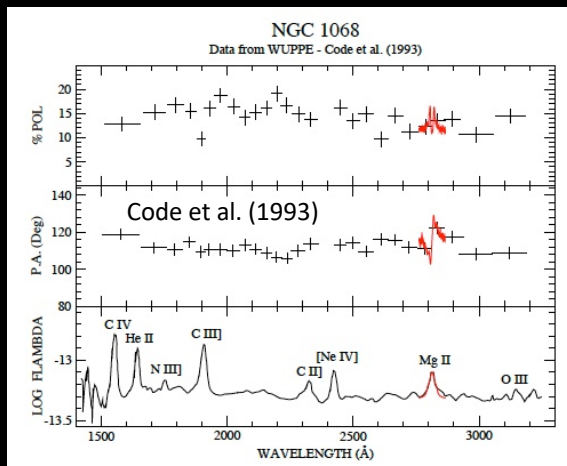 NGC 1068
Data from WUPPE - Code et al. (1993)
% POL
20
15
10
5
P.A. (Deg)
140
120
100
80
Code et al. (1993)
LOG FLAMBDA
-13
-13.5
C IV
He II
N III]
C III]
C II]
[Ne IV]
Mg II
O III
1500 2000 2500 3000
WAVELENGTH (Å)